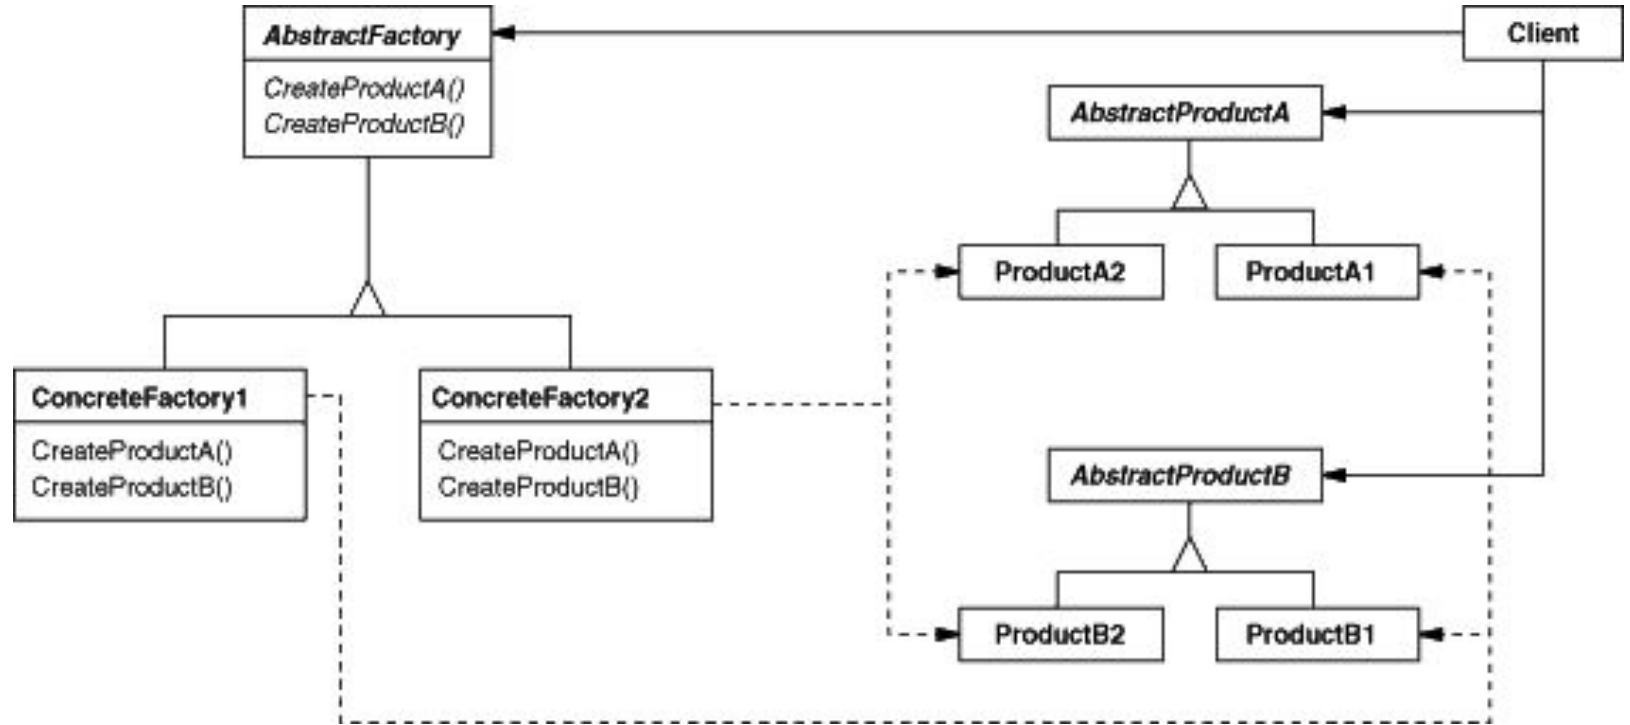 AbstractFactory
CreateProductA()
CreateProductB()
Client
AbstractProductA
ProductA2
ProductA1
ConcreteFactory1
CreateProductA()
CreateProductB()
ConcreteFactory2
CreateProductA()
CreateProductB()
AbstractProductB
ProductB2
ProductB1